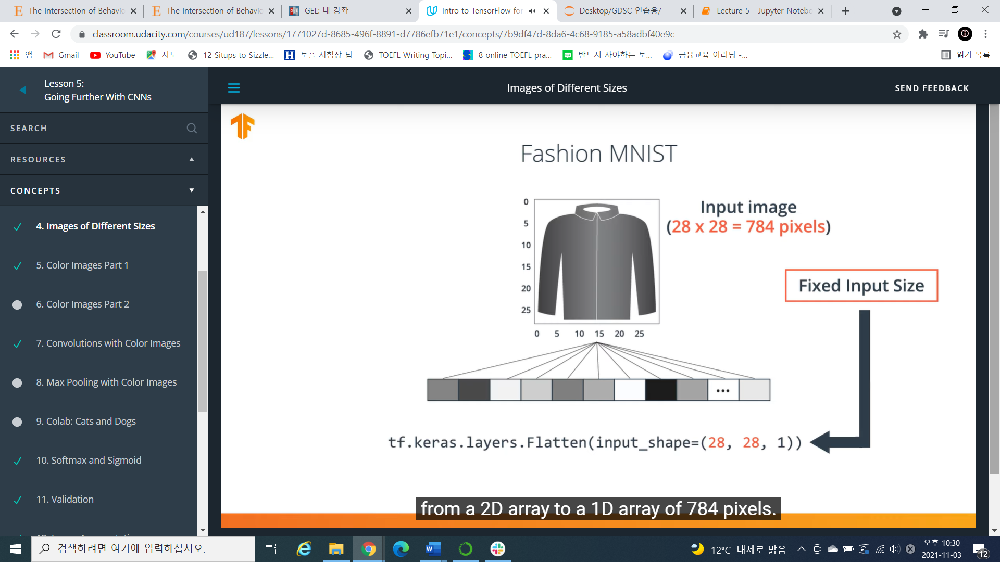 The Intersection of Behavio
The Intersection of Behavio
GEL: 내 강좌
Intro to TensorFlow for
Desktop/GDSC 연습용/
Lecture 5 - Jupyter Notebo
classroom.udacity.com/courses/ud187/lessons/1771027d-8685-496f-8891-d7786efb71e1/concepts/7b9df47d-8da6-4c68-9185-a58adbf40e9c
앱
Gmail
YouTube
지도
12 Situps to Sizzle...
토플 시험장 팁
TOEFL Writing Topi...
8 online TOEFL pra...
반드시 사야하는 토...
금융교육 이러닝 -...
읽기 목록
Lesson 5:
Going Further With CNNs
SEARCH
RESOURCES
CONCEPTS
4. Images of Different Sizes
5. Color Images Part 1
6. Color Images Part 2
7. Convolutions with Color Images
8. Max Pooling with Color Images
9. Colab: Cats and Dogs
10. Softmax and Sigmoid
11. Validation
Images of Different Sizes
SEND FEEDBACK
Fashion MNIST
0
5
10
15
20
25
0 5 10 15 20 25
Input image
(28 x 28 = 784 pixels)
Fixed Input Size
...
tf.keras.layers.Flatten(input_shape=(28, 28, 1))
from a 2D array to a 1D array of 784 pixels.
검색하려면 여기에 입력하십시오.
12°C 대체로 맑음
오후 10:30
2021-11-03
12